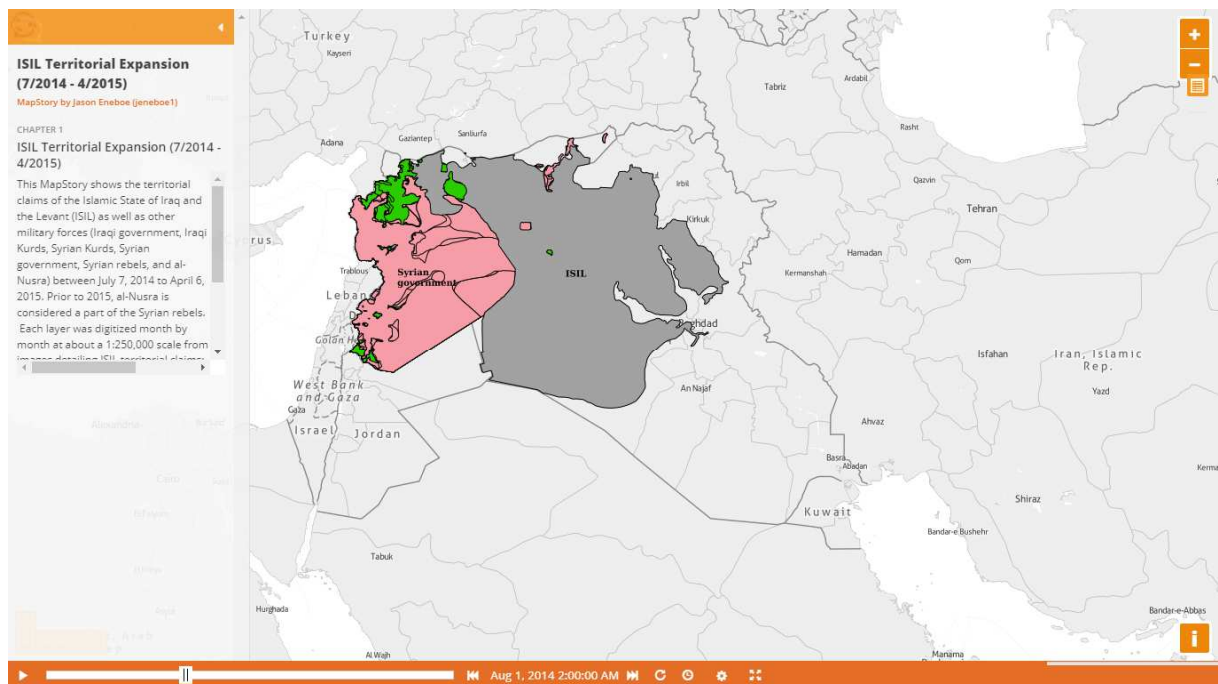 ISIL Territorial Expansion
(7/2014 - 4/2015)
MapStory by Jason Eneboe (jeneboe1)
CHAPTER 1
ISIL Territorial Expansion (7/2014 -
4/2015)
This MapStory shows the territorial
claims of the Islamic State of Iraq and
the Levant (ISIL) as well as other
military forces (Iraqi government, Iraqi
Kurds, Syrian Kurds, Syrian
government, Syrian rebels, and al-
Nusra) between July 7, 2014 to April 6,
2015. Prior to 2015, al-Nusra is
considered a part of the Syrian rebels.
Each layer was digitized month by
month at about a 1:250,000 scale from
images detailing ISIL territorial claims:
Turkey
Kayseri
Adana
Gaziantep
Sanliurfa
Tabriz
Ardabil
Rasht
Qazvin
Tehran
Irbil
Kirkuk
Hamadan
Qom
Kermanshah
Trablous
Syrian
government
ISIL
Baghdad
Golan
West Bank
and Gaza
Gaza
Israel
Jordan
An Najaf
Isfahan
Iran, Islamic
Rep.
Yazd
Ahvaz
Basra
Abadan
Kuwait
Shiraz
Bandar-e Bushehr
Bandar-e-Abbas
Tabuk
Hurghada
Al Wajh
Manama
Alexandria
Cairo
+
−
i
Aug 1, 2014 2:00:00 AM